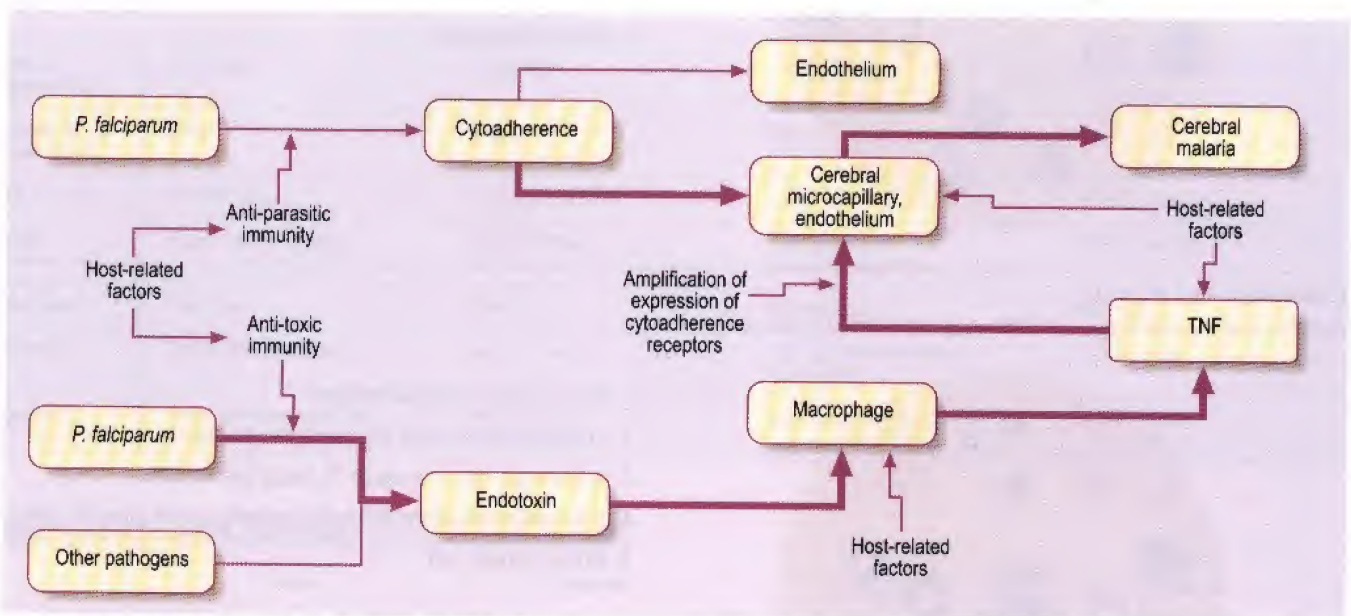 Endothelium
P. falciparum
Cytoadherence
Cerebral
malaria
Cerebral
microcapillary,
endothelium
Anti-parasitic
immunity
Host-related
factors
Host-related
factors
Amplification of
expression of
cytoadherence
receptors
Anti-toxic
immunity
TNF
Macrophage
P. falciparum
Endotoxin
Other pathogens
Host-related
factors